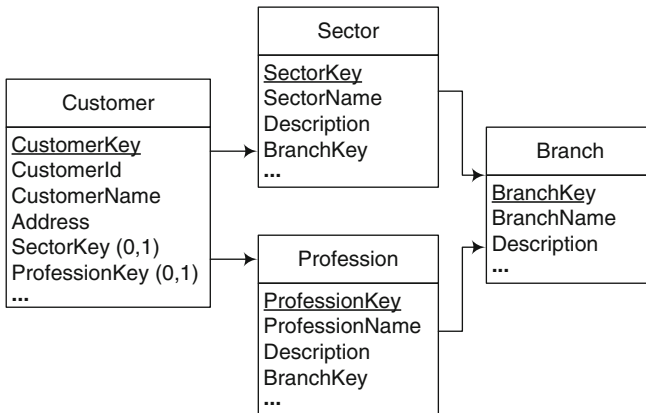 Customer
CustomerKey
CustomerId
CustomerName
Address
SectorKey (0,1)
ProfessionKey (0,1)
...
Sector
SectorKey
SectorName
Description
BranchKey
...
Profession
ProfessionKey
ProfessionName
Description
BranchKey
...
Branch
BranchKey
BranchName
Description
...